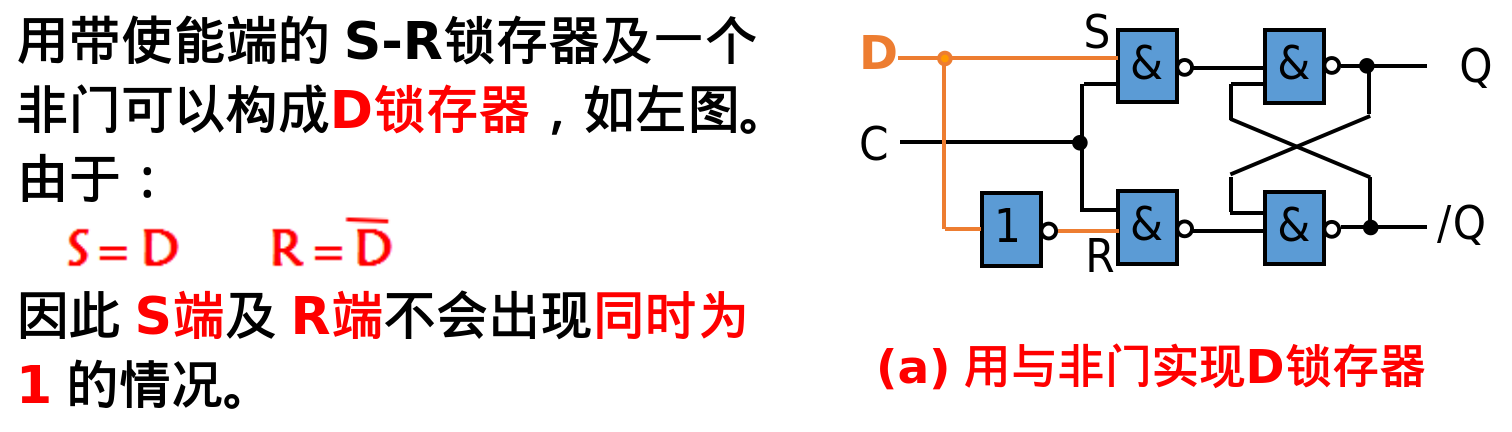 用带使能端的 S-R锁存器及一个
非门可以构成D锁存器，如左图。
由于：
S = D R = D̅
因此 S端及 R端不会出现同时为
1 的情况。
D
S
&
&
Q
C
1
R
&
&
/Q
(a) 用与非门实现D锁存器